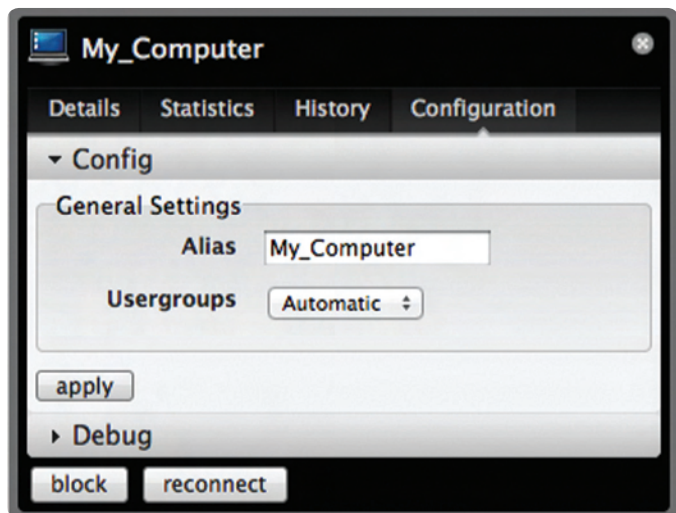 My_Computer
Details Statistics History Configuration
Config
General Settings
Alias My_Computer
Usergroups Automatic
apply
Debug
block reconnect